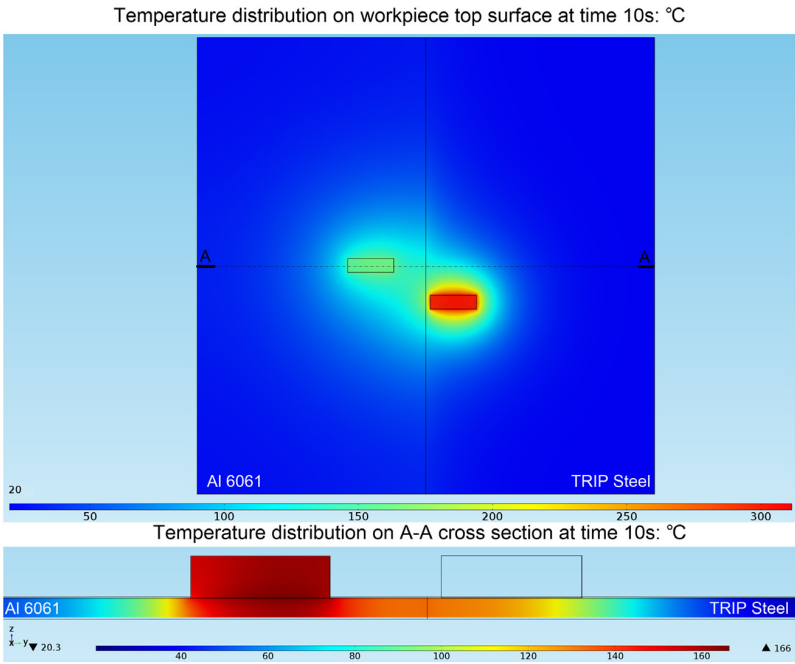 Temperature distribution on workpiece top surface at time 10s: ℃
A A
Al 6061 TRIP Steel
20
50 100 150 200 250 300
Temperature distribution on A-A cross section at time 10s: ℃
Al 6061 TRIP Steel
z
x y ▼ 20.3 40 60 80 100 120 140 160 ▲ 166